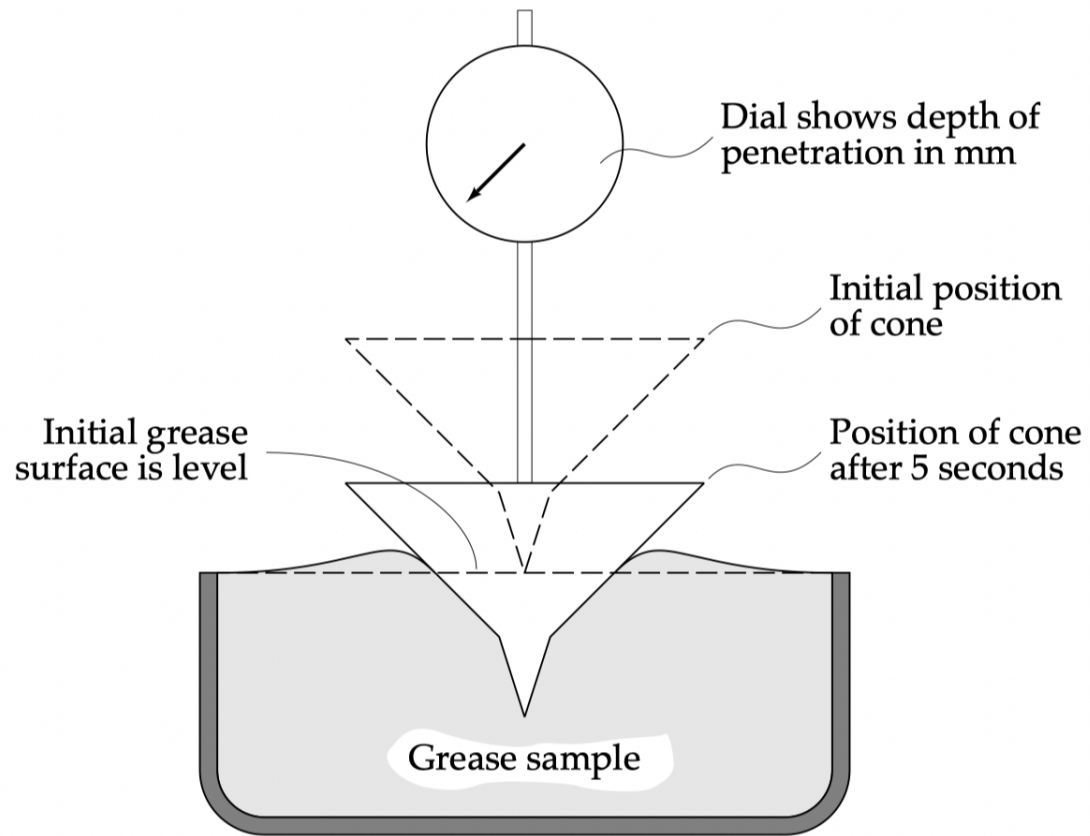 Dial shows depth of
penetration in mm
Initial position
of cone
Initial grease
surface is level
Position of cone
after 5 seconds
Grease sample